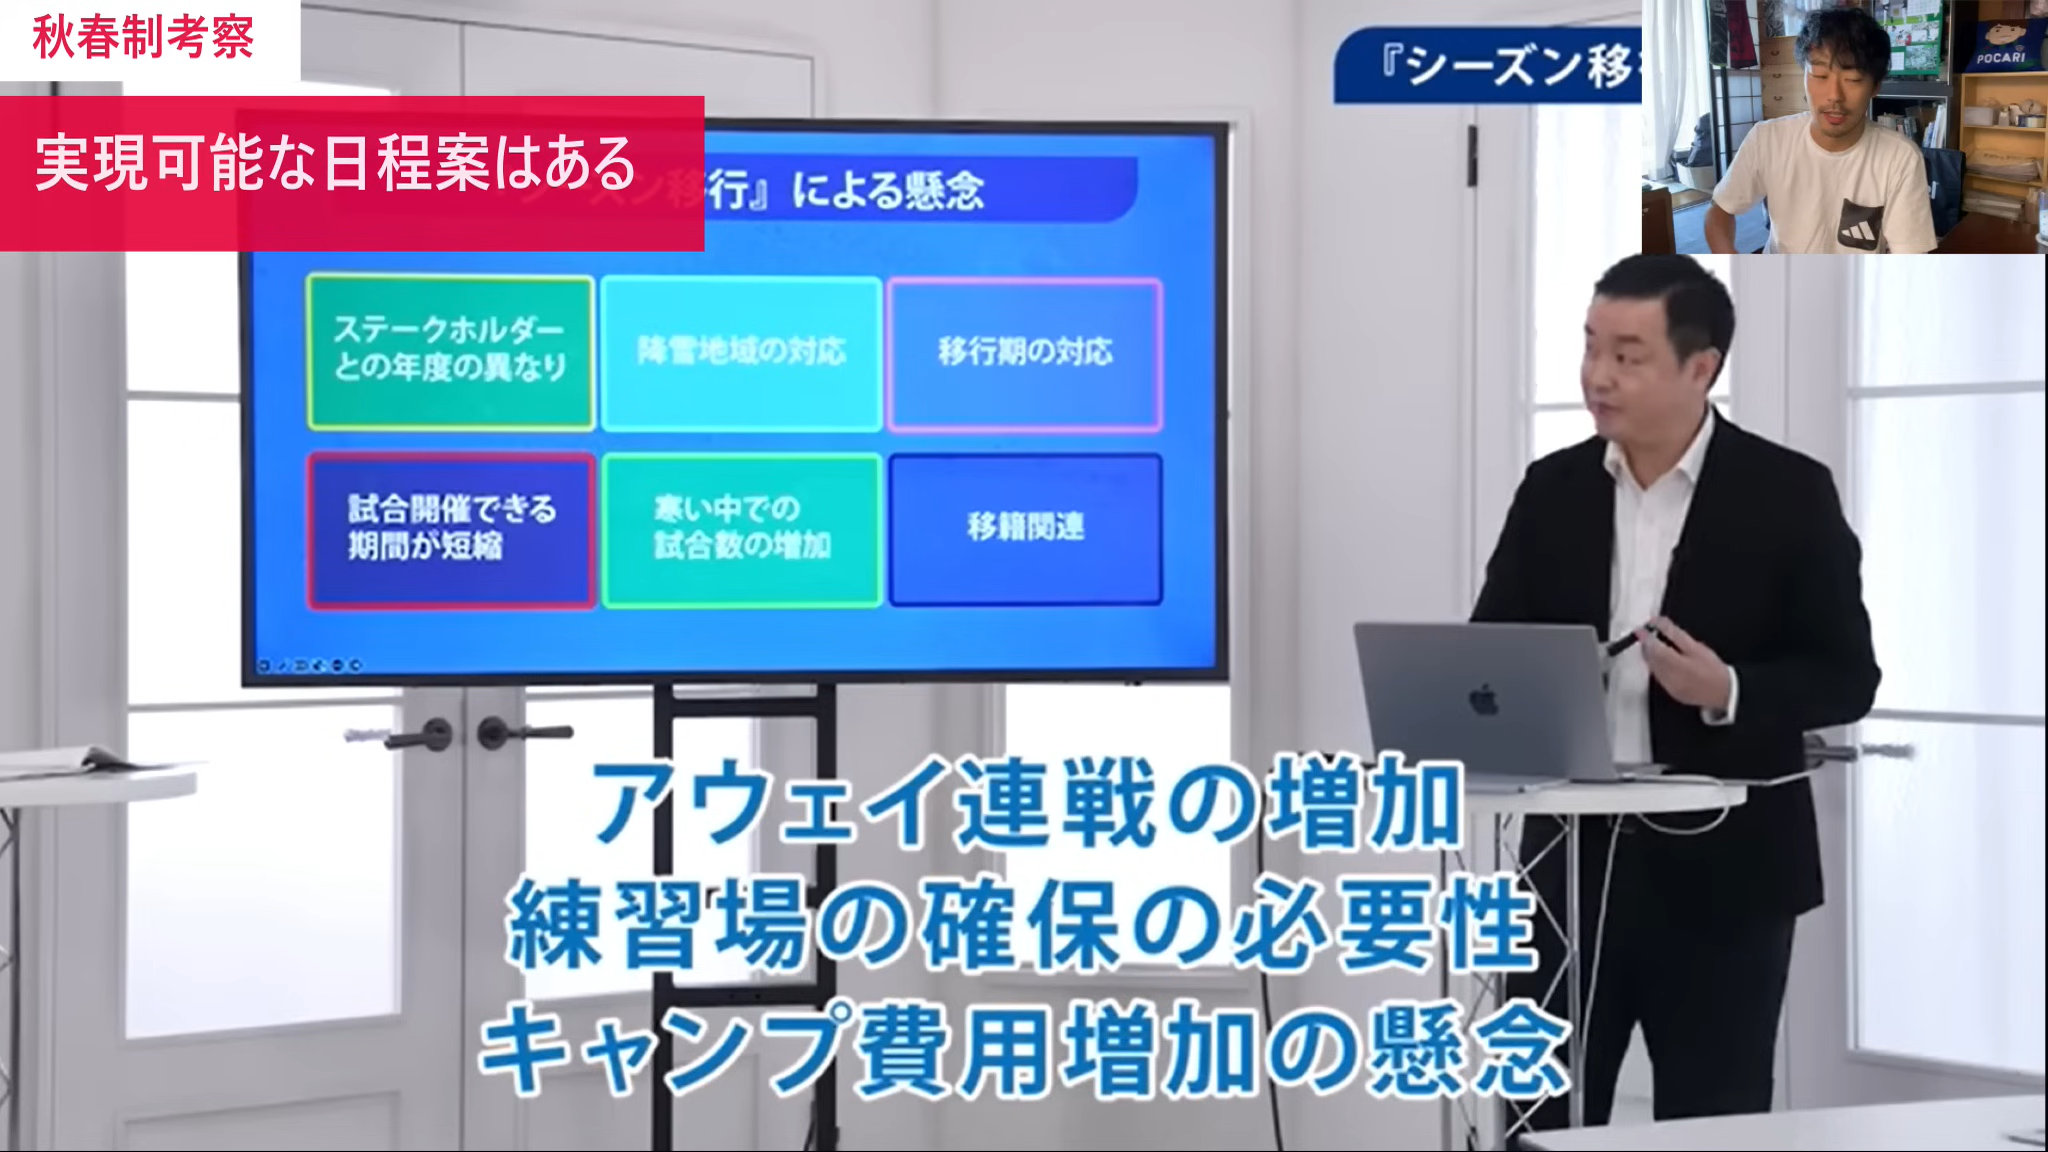 秋春制考察
実現可能な日程案はある
『シーズン移
POCARI
行』による懸念
ステークホルダー
との年度の異なり
降雪地域の対応
移行期の対応
試合開催できる
期間が短縮
寒い中での
試合数の増加
移籍関連
アウェイ連戦の増加
練習場の確保の必要性
キャンプ費用増加の懸念